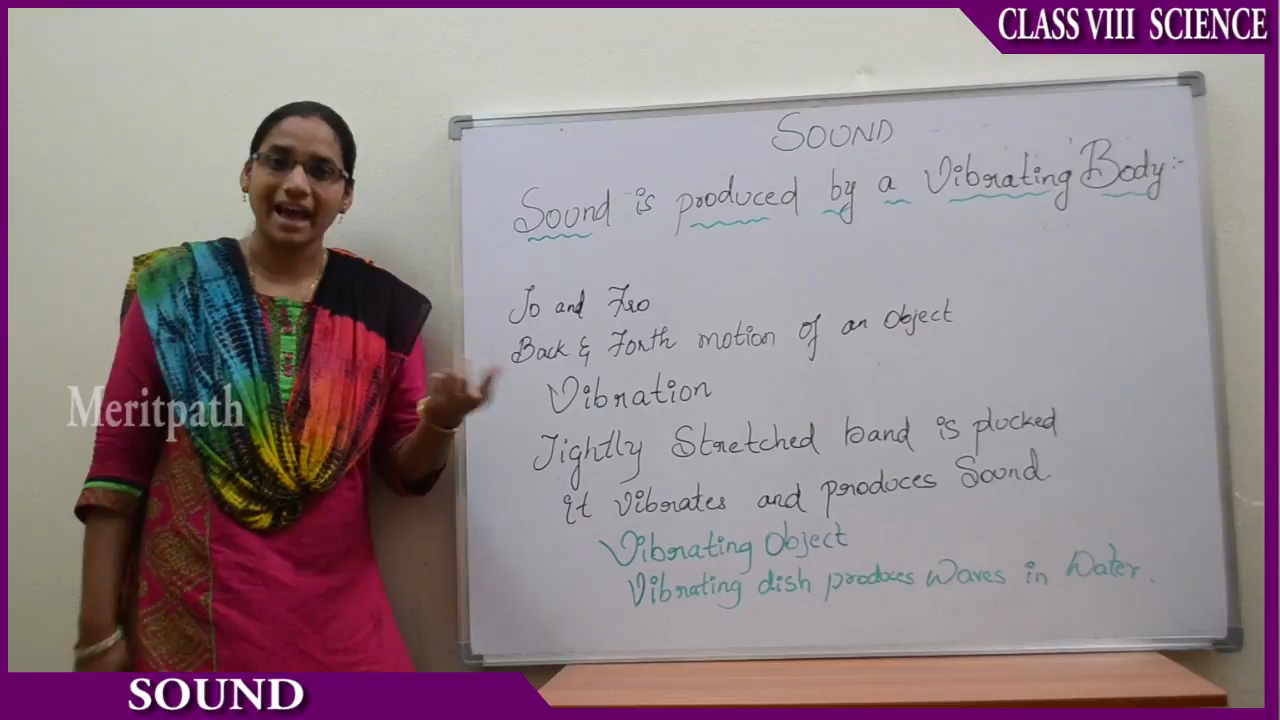 CLASS VIII SCIENCE
SOUND
Sound is produced by a Vibrating Body:-
To and Fro
Back & Forth motion of an object
Vibration
Tightly Stretched band is plucked
it vibrates and produces Sound
Vibrating Object
Vibrating dish produces waves in Water.
Meritpath
SOUND